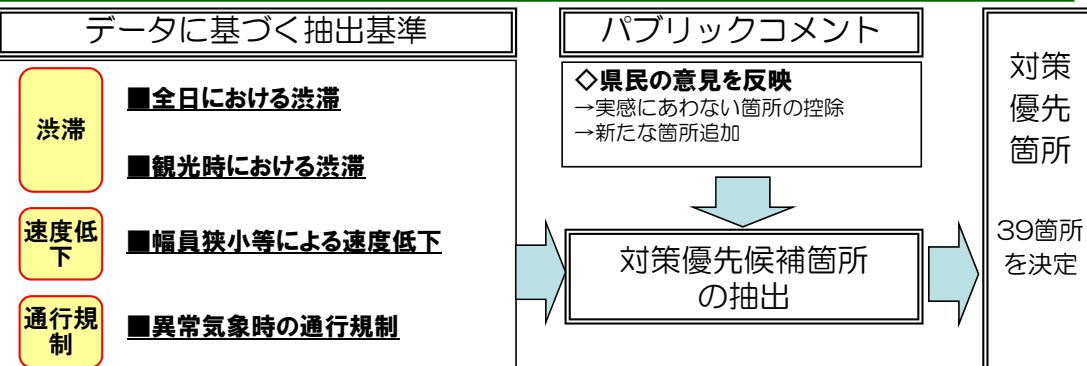 データに基づく抽出基準
渋滞
■全日における渋滞
■観光時における渋滞
速度低
下
■幅員狭小等による速度低下
通行規
制
■異常気象時の通行規制
パブリックコメント
◇県民の意見を反映
→実感にあわない箇所の控除
→新たな箇所追加
対策優先候補箇所
の抽出
対策
優先
箇所
39箇所
を決定